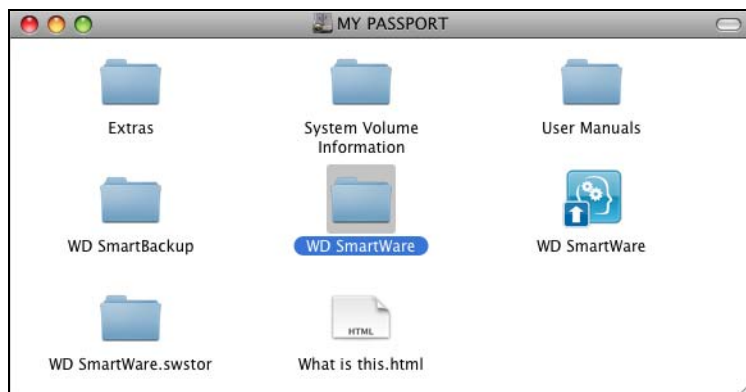 MY PASSPORT
Extras
System Volume
Information
User Manuals
WD SmartBackup
WD SmartWare
WD SmartWare
HTML
WD SmartWare.swstor
What is this.html